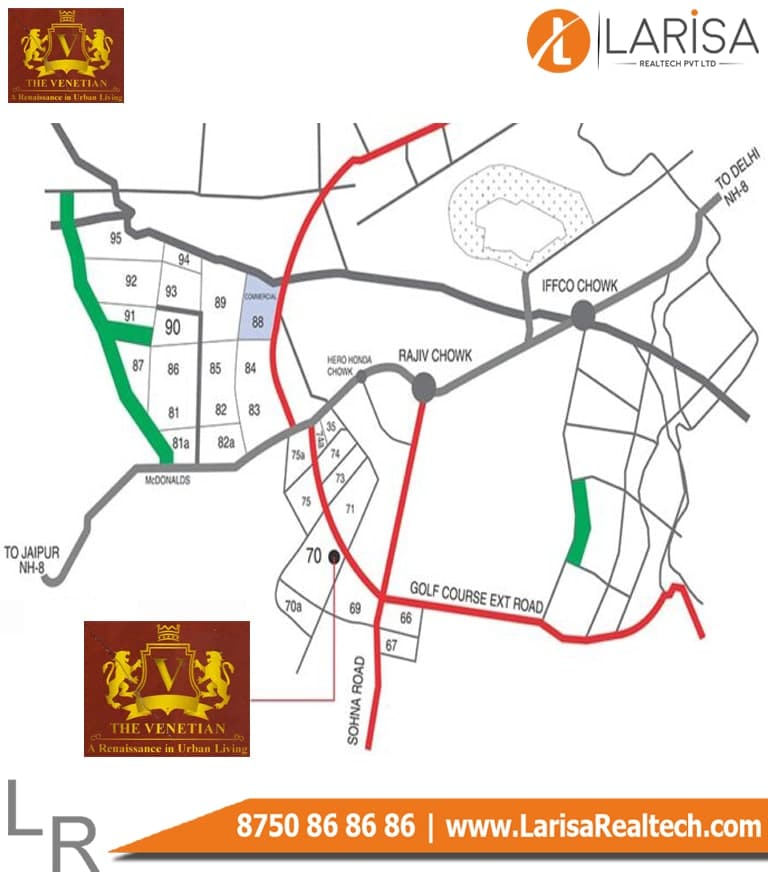 V
THE VENETIAN
A Renaissance in Urban Living
LARiSA
REALTECH PVT LTD
TO DELHI
NH-8
95
94
92
93
91
90
89
COMMERCIAL
88
IFFCO CHOWK
RAJIV CHOWK
HERO HONDA
CHOWK
87
86
85
84
81
82
83
81a
82a
McDONALDS
35
74a
75a
74
73
75
71
TO JAIPUR
NH-8
70
70a
69
66
67
GOLF COURSE EXT ROAD
SOHNA ROAD
V
THE VENETIAN
A Renaissance in Urban Living
LR
8750 86 86 86 | www.LarisaRealtech.com